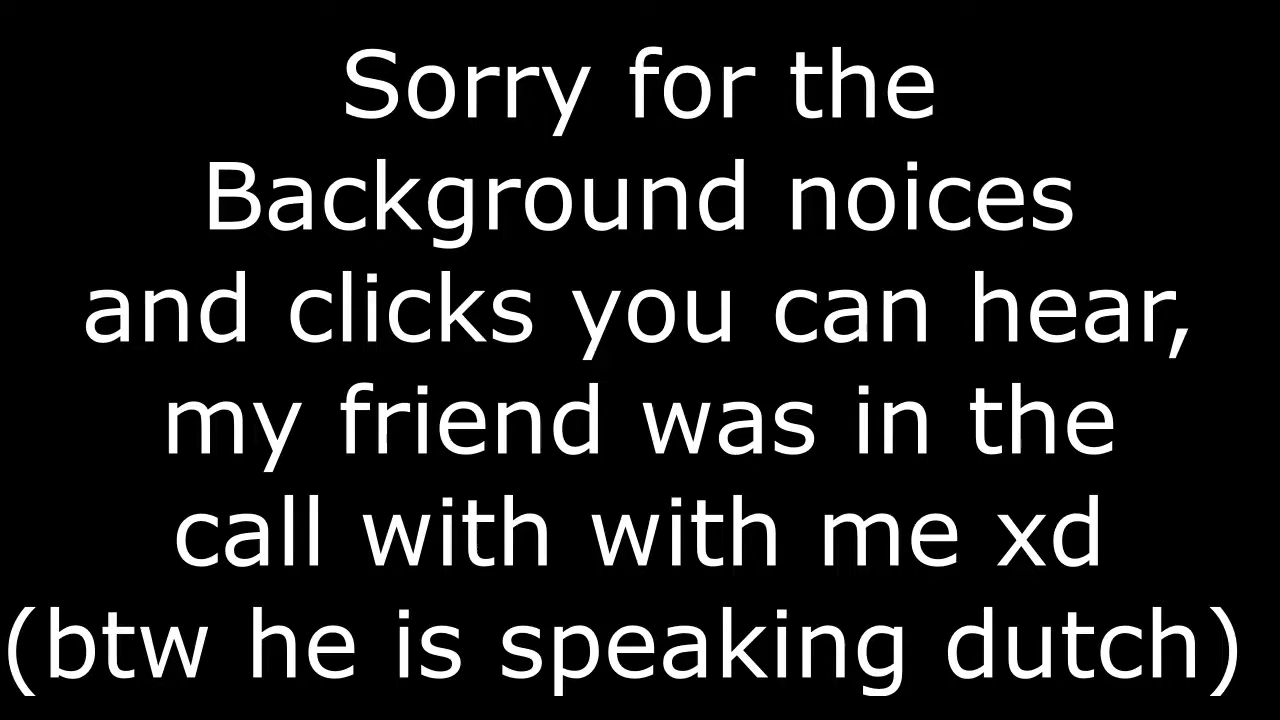 Sorry for the
Background noices
and clicks you can hear,
my friend was in the
call with with me xd
(btw he is speaking dutch)